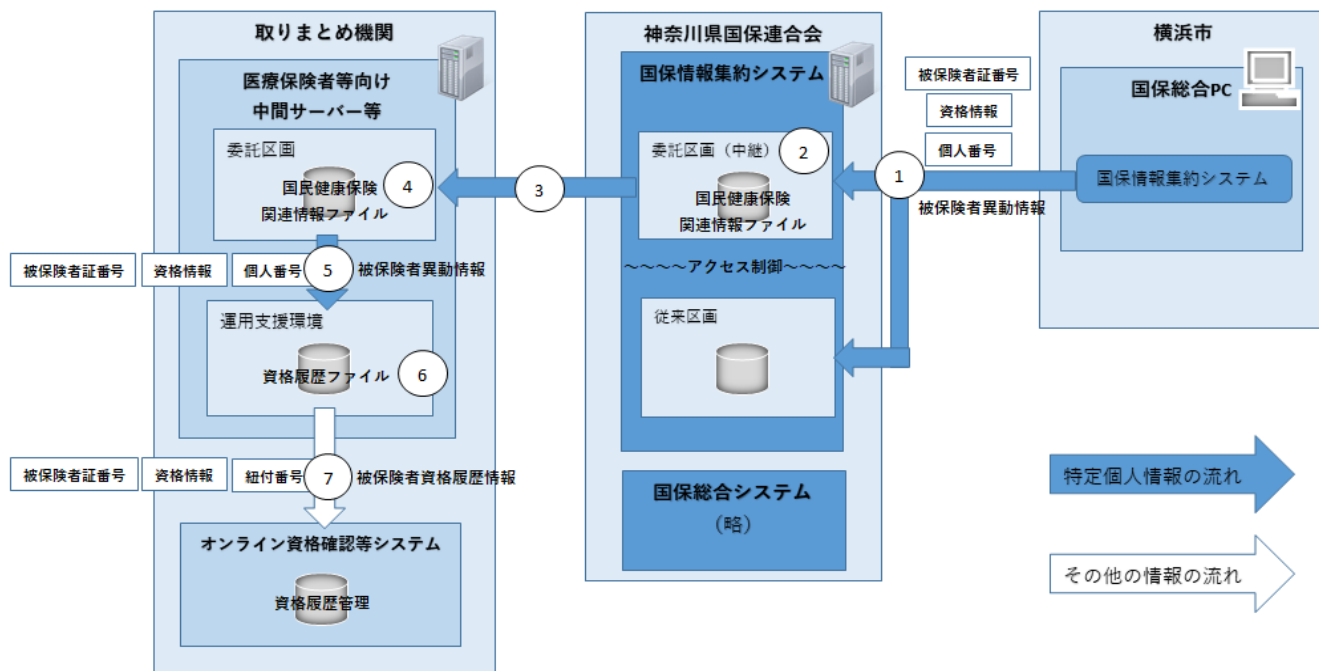 取りまとめ機関
医療保険者等向け
中間サーバー等
委託区画
国民健康保険
関連情報ファイル
4
被保険者証番号
資格情報
個人番号
5
被保険者異動情報
運用支援環境
資格履歴ファイル
6
被保険者証番号
資格情報
紐付番号
7
被保険者資格履歴情報
オンライン資格確認等システム
資格履歴管理
3
神奈川県国保連合会
国保情報集約システム
委託区画（中継）
2
国民健康保険
関連情報ファイル
～～～～アクセス制御～～～～
従来区画
国保総合システム
（略）
被保険者証番号
資格情報
個人番号
1
被保険者異動情報
横浜市
国保総合PC
国保情報集約システム
特定個人情報の流れ
その他の情報の流れ